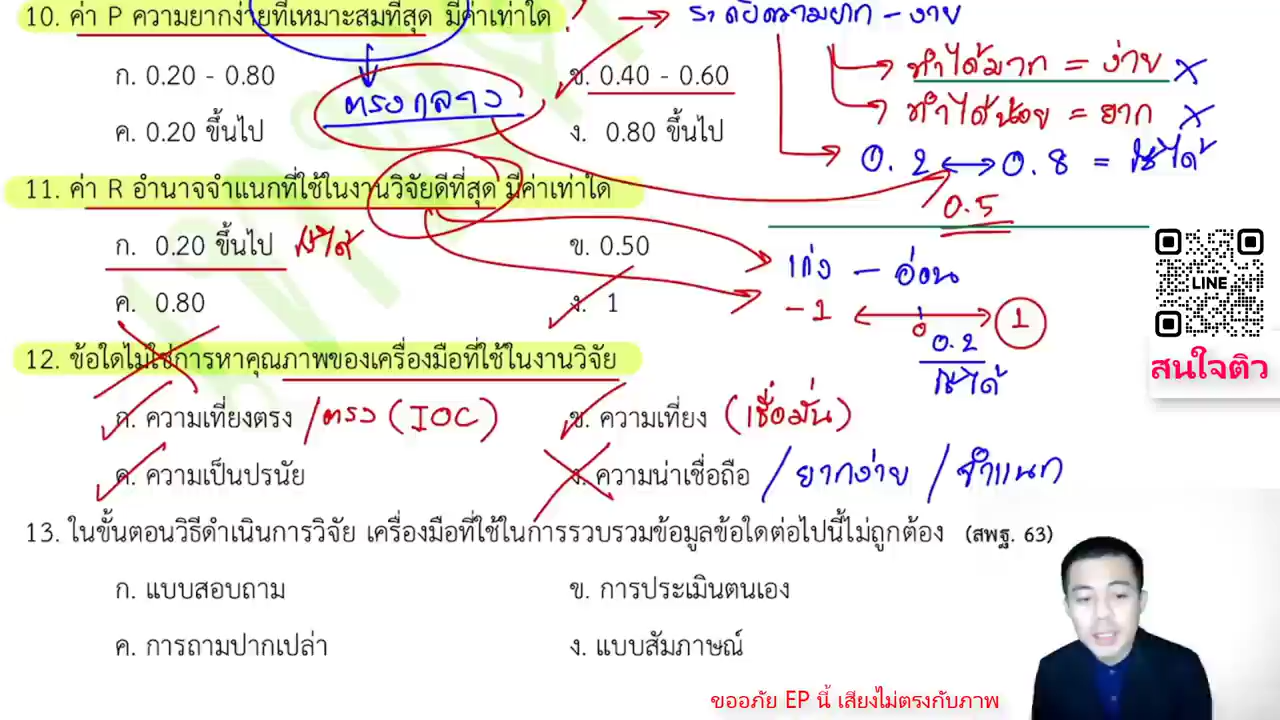 10. ค่า P ความยากง่ายที่เหมาะสมที่สุด มีค่าเท่าใด
ระดับความยาก - ง่าย
ก. 0.20 - 0.80
ข. 0.40 - 0.60
ทำได้มาก = ง่าย X
ตรงกลาง
ทำได้น้อย = ยาก X
ค. 0.20 ขึ้นไป
ง. 0.80 ขึ้นไป
0.2 ↔ 0.8 = ใช้ได้
0.5
11. ค่า R อำนาจจำแนกที่ใช้ในงานวิจัยดีที่สุด มีค่าเท่าใด
ก. 0.20 ขึ้นไป ใช้ได้
ข. 0.50
เก่ง - อ่อน
ค. 0.80
ง. 1
-1
0
1
0.2
ใช้ได้
LINE
สนใจติว
12. ข้อใดไม่ใช่การหาคุณภาพของเครื่องมือที่ใช้ในงานวิจัย
ก. ความเที่ยงตรง /ตรง (IOC)
ข. ความเที่ยง (เชื่อมั่น)
ค. ความเป็นปรนัย
ง. ความน่าเชื่อถือ / ยากง่าย / จำแนก
13. ในขั้นตอนวิธีดำเนินการวิจัย เครื่องมือที่ใช้ในการรวบรวมข้อมูลข้อใดต่อไปนี้ไม่ถูกต้อง (สพฐ. 63)
ก. แบบสอบถาม
ข. การประเมินตนเอง
ค. การถามปากเปล่า
ง. แบบสัมภาษณ์
ขออภัย EP นี้ เสียงไม่ตรงกับภาพ